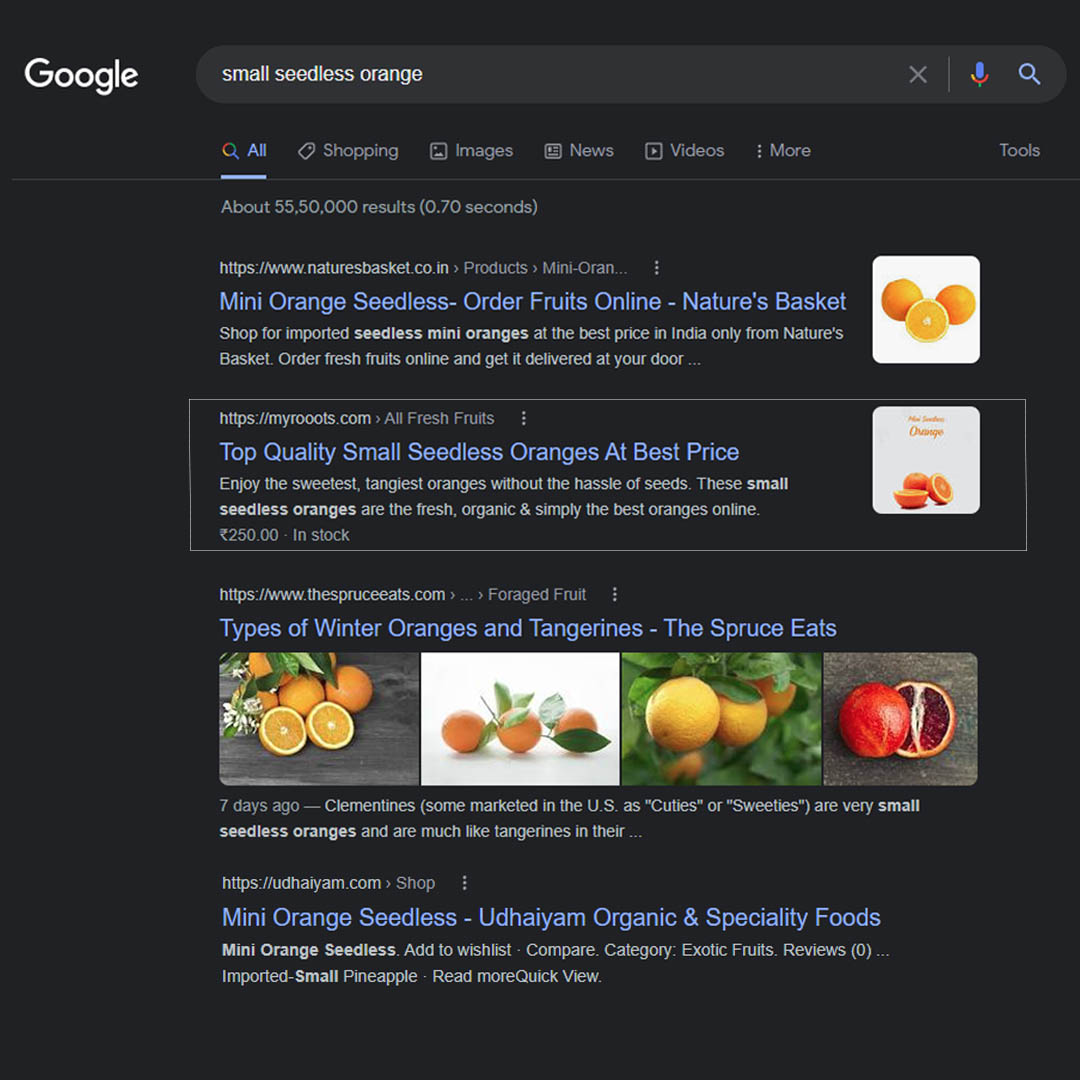 Google
small seedless orange
All Shopping Images News Videos More Tools
About 55,50,000 results (0.70 seconds)
https://www.naturesbasket.co.in › Products › Mini-Oran...
Mini Orange Seedless- Order Fruits Online - Nature's Basket
Shop for imported seedless mini oranges at the best price in India only from Nature's
Basket. Order fresh fruits online and get it delivered at your door ...
https://myrooots.com › All Fresh Fruits
Top Quality Small Seedless Oranges At Best Price
Enjoy the sweetest, tangiest oranges without the hassle of seeds. These small
seedless oranges are the fresh, organic & simply the best oranges online.
₹250.00 · In stock
Mini Seedless
Orange
https://www.thespruceeats.com › ... › Foraged Fruit
Types of Winter Oranges and Tangerines - The Spruce Eats
7 days ago — Clementines (some marketed in the U.S. as "Cuties" or "Sweeties") are very small
seedless oranges and are much like tangerines in their ...
https://udhaiyam.com › Shop
Mini Orange Seedless - Udhaiyam Organic & Speciality Foods
Mini Orange Seedless. Add to wishlist · Compare. Category: Exotic Fruits. Reviews (0) ...
Imported-Small Pineapple · Read moreQuick View.